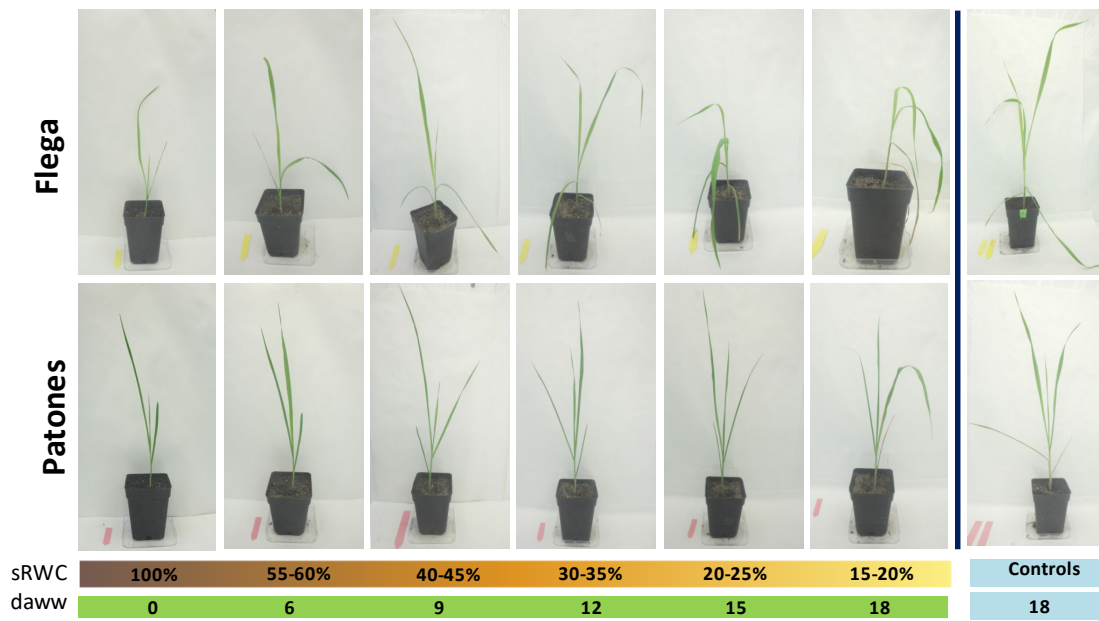 Flega
Patones
sRWC 100% 55-60% 40-45% 30-35% 20-25% 15-20% Controls
daww 0 6 9 12 15 18 18